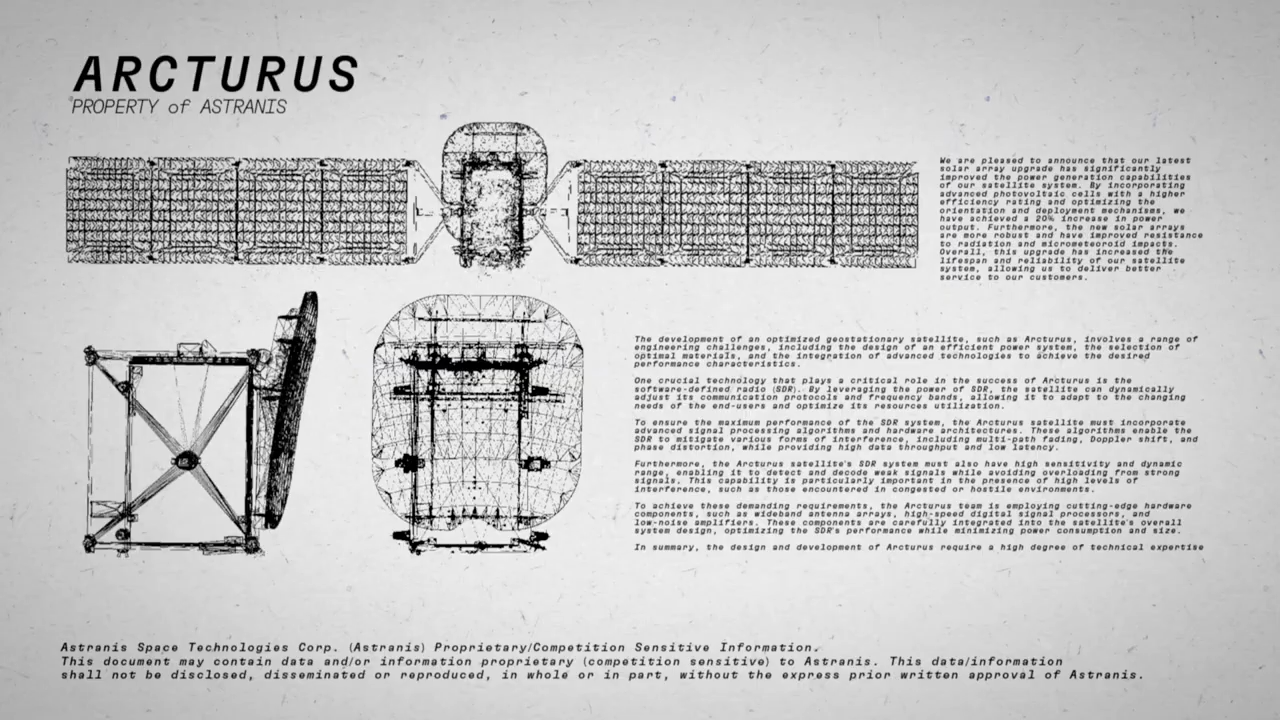 ARCTURUS
PROPERTY of ASTRANIS
We are pleased to announce that our latest
solar array upgrade has significantly
improved the power generation capabilities
of our satellite system. By incorporating
advanced photovoltaic cells with a higher
efficiency rating and optimizing the
orientation and deployment mechanisms, we
have achieved a 20% increase in power
output. Furthermore, the new solar arrays
are more robust and have improved resistance
to radiation and micrometeoroid impacts.
Overall, this upgrade has increased the
lifespan and reliability of our satellite
system, allowing us to deliver better
service to our customers.
The development of an optimized geostationary satellite, such as Arcturus, involves a range of
engineering challenges, including the design of an efficient power system, the selection of
optimal materials, and the integration of advanced technologies to achieve the desired
performance characteristics.
One crucial technology that plays a critical role in the success of Arcturus is the
software-defined radio (SDR). By leveraging the power of SDR, the satellite can dynamically
adjust its communication protocols and frequency bands, allowing it to adapt to the changing
needs of the end-users and optimize its resources utilization.
To ensure the maximum performance of the SDR system, the Arcturus satellite must incorporate
advanced signal processing algorithms and hardware architectures. These algorithms enable the
SDR to mitigate various forms of interference, including multi-path fading, Doppler shift, and
phase distortion, while providing high data throughput and low latency.
Furthermore, the Arcturus satellite's SDR system must also have high sensitivity and dynamic
range, enabling it to detect and decode weak signals while avoiding overloading from strong
signals. This capability is particularly important in the presence of high levels of
interference, such as those encountered in congested or hostile environments.
To achieve these demanding requirements, the Arcturus team is employing cutting-edge hardware
components, such as wideband antenna arrays, high-speed digital signal processors, and
low-noise amplifiers. These components are carefully integrated into the satellite's overall
system design, optimizing the SDR's performance while minimizing power consumption and size.
In summary, the design and development of Arcturus require a high degree of technical expertise
Astranis Space Technologies Corp. (Astranis) Proprietary/Competition Sensitive Information.
This document may contain data and/or information proprietary (competition sensitive) to Astranis. This data/information
shall not be disclosed, disseminated or reproduced, in whole or in part, without the express prior written approval of Astranis.